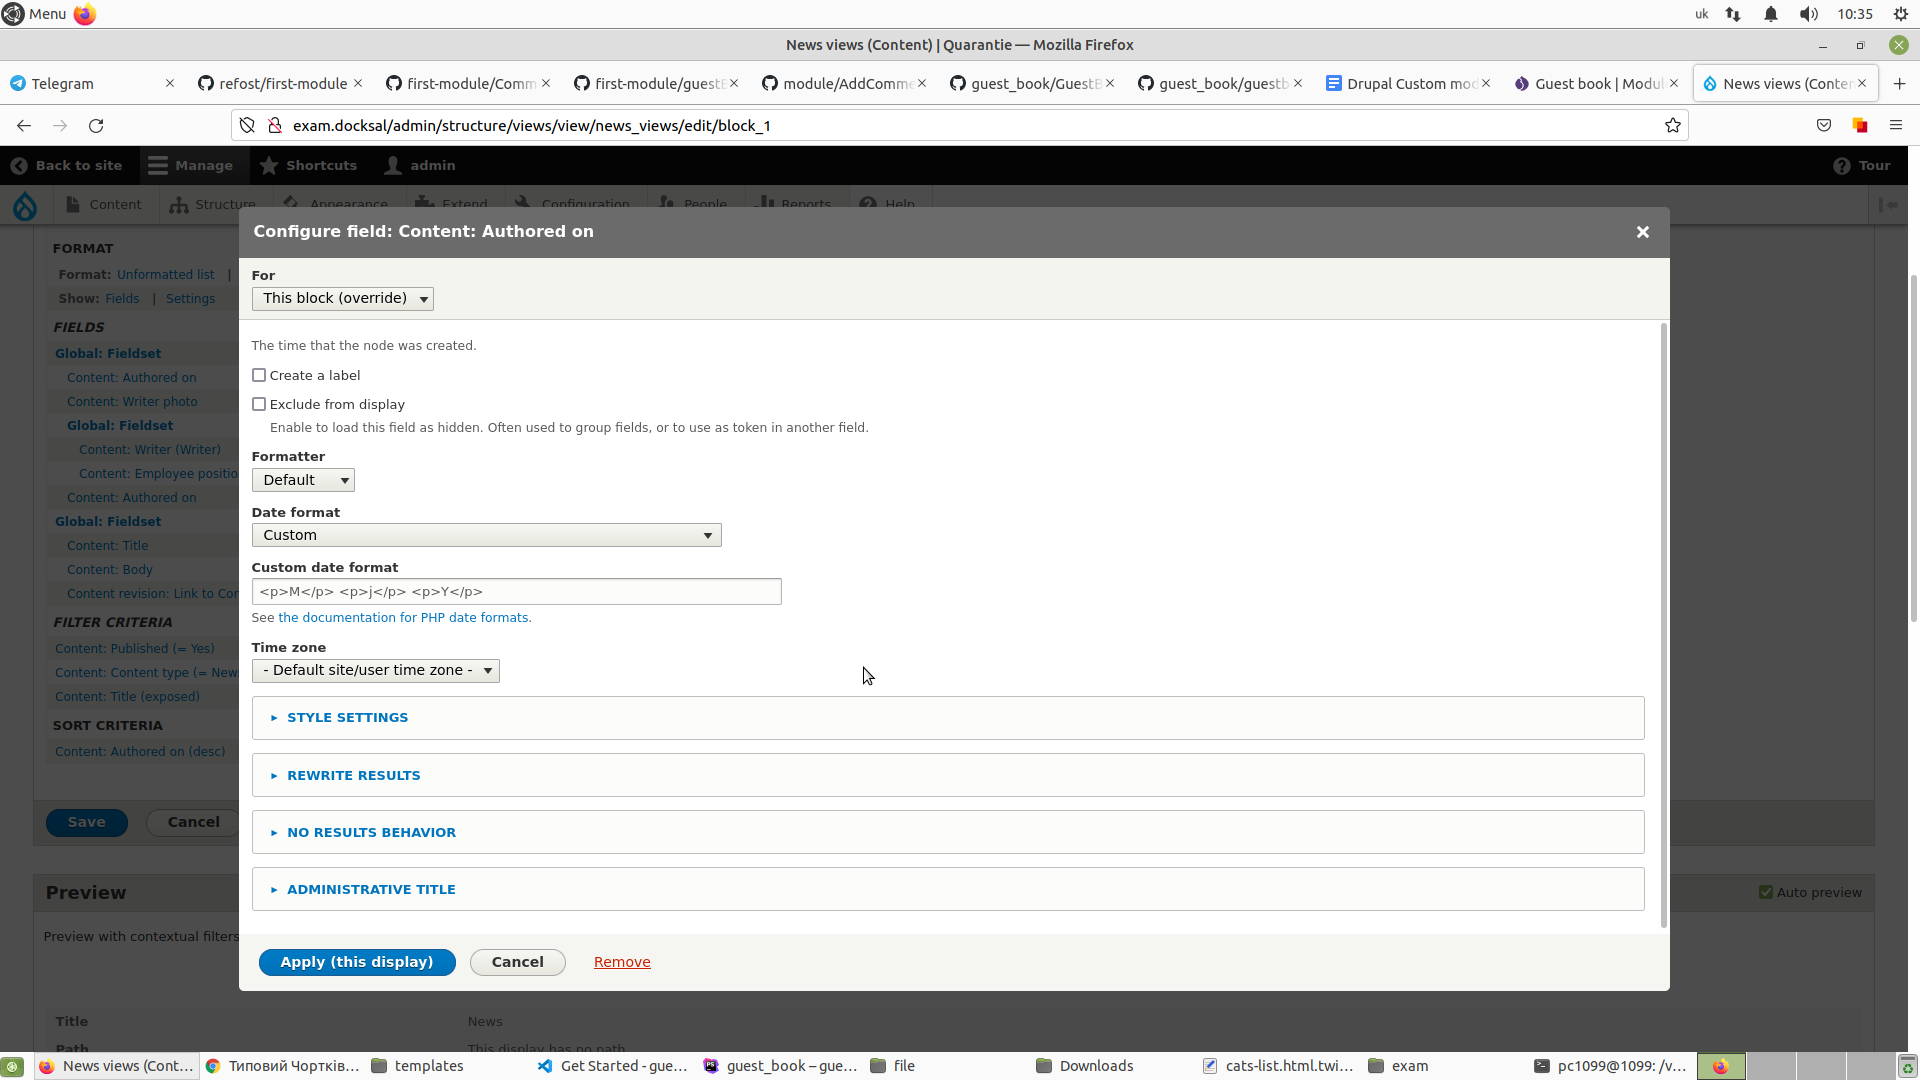 Menu
uk
10:35
News views (Content) | Quarantie — Mozilla Firefox
Telegram
refost/first-module
first-module/Comm
first-module/guest
module/AddComme
guest_book/Guest
guest_book/guestb
Drupal Custom mod
Guest book | Modul
News views (Conte
exam.docksal/admin/structure/views/view/news_views/edit/block_1
Back to site
Manage
Shortcuts
admin
Tour
Content
Structure
Appearance
Extend
Configuration
People
Reports
Help
Configure field: Content: Authored on
For
This block (override)
FORMAT
Format: Unformatted list |
Show: Fields | Settings
FIELDS
Global: Fieldset
Content: Authored on
Content: Writer photo
Global: Fieldset
Content: Writer (Writer)
Content: Employee positio
Content: Authored on
Global: Fieldset
Content: Title
Content: Body
Content revision: Link to Cor
FILTER CRITERIA
Content: Published (= Yes)
Content: Content type (= News
Content: Title (exposed)
SORT CRITERIA
Content: Authored on (desc)
Save
Cancel
The time that the node was created.
Create a label
Exclude from display
Enable to load this field as hidden. Often used to group fields, or to use as token in another field.
Formatter
Default
Date format
Custom
Custom date format
<p>M</p> <p>j</p> <p>Y</p>
See the documentation for PHP date formats.
Time zone
- Default site/user time zone -
STYLE SETTINGS
REWRITE RESULTS
NO RESULTS BEHAVIOR
ADMINISTRATIVE TITLE
Apply (this display)
Cancel
Remove
Preview
Auto preview
Preview with contextual filters
Title
News
Path
This display has no path
News views (Cont...
Типовий Чортків...
templates
Get Started - gue...
guest_book – gue...
file
Downloads
cats-list.html.twi...
exam
pc1099@1099: /v...